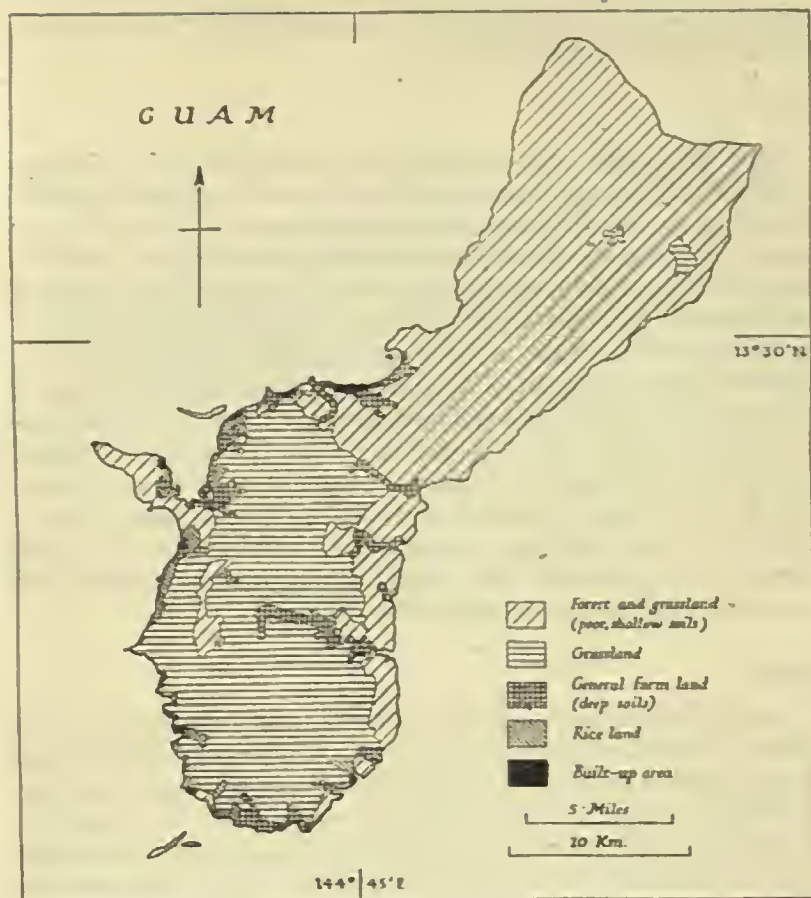 GUAM
13°30'N
Forest and grassland
(poor, shallow soils)
Grassland
General farm land
(deep soils)
Rice land
Built-up area
5 Miles
10 Km.
144° 45'E